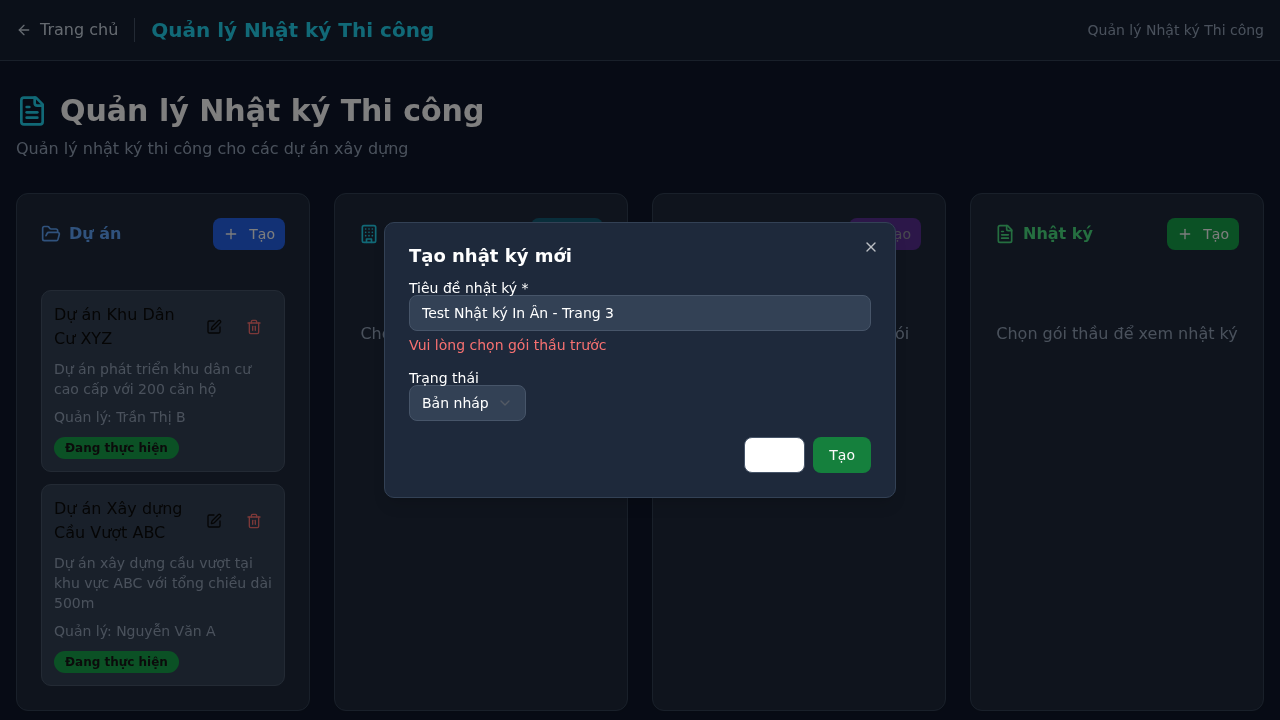 Trang chủ
Quản lý Nhật ký Thi công
Quản lý Nhật ký Thi công
Quản lý Nhật ký Thi công
Quản lý nhật ký thi công cho các dự án xây dựng
Dự án
Tạo
Dự án Khu Dân
Cư XYZ
Dự án phát triển khu dân cư
cao cấp với 200 căn hộ
Quản lý: Trần Thị B
Đang thực hiện
Dự án Xây dựng
Cầu Vượt ABC
Dự án xây dựng cầu vượt tại
khu vực ABC với tổng chiều dài
500m
Quản lý: Nguyễn Văn A
Đang thực hiện
Tạo nhật ký mới
Tiêu đề nhật ký *
Test Nhật ký In Ấn - Trang 3
Vui lòng chọn gói thầu trước
Trạng thái
Bản nháp
Tạo
Nhật ký
Tạo
Chọn gói thầu để xem nhật ký